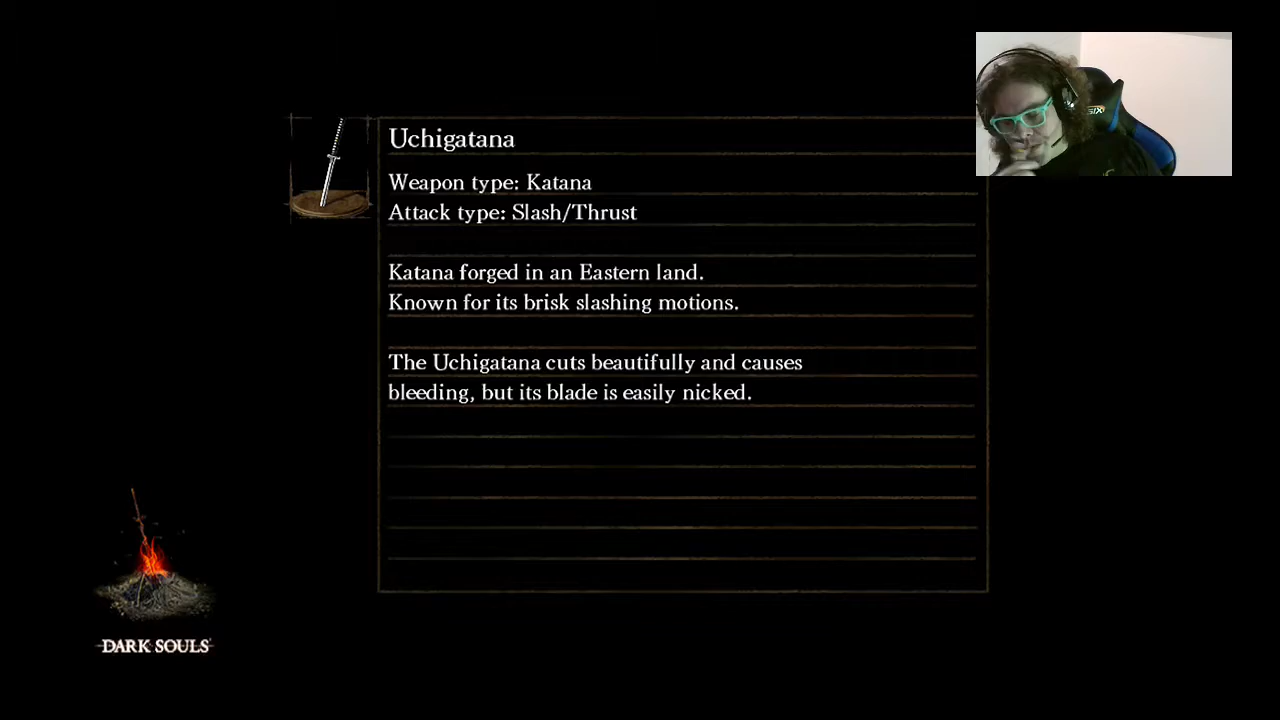 Uchigatana
Weapon type: Katana
Attack type: Slash/Thrust
Katana forged in an Eastern land.
Known for its brisk slashing motions.
The Uchigatana cuts beautifully and causes
bleeding, but its blade is easily nicked.
DARK SOULS